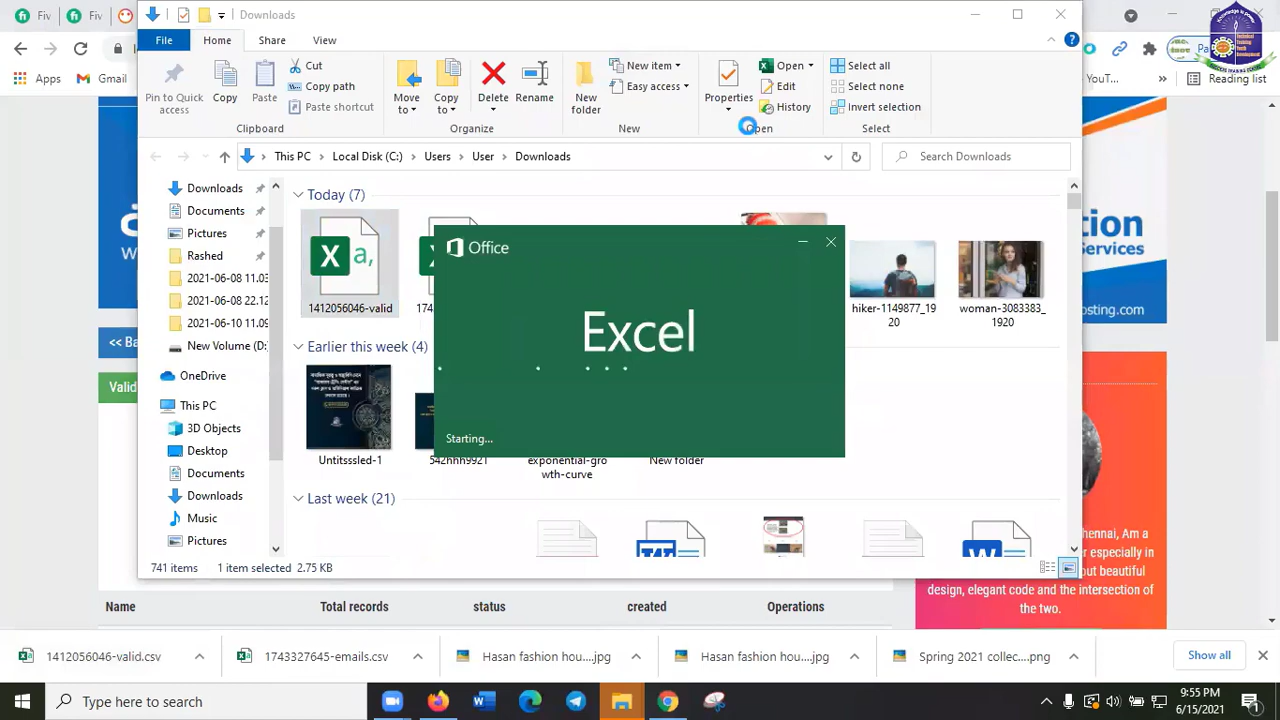 Fiv
Fiv
Downloads
File
Home
Share
View
Cut
Copy path
Paste shortcut
Pin to Quick access
Copy
Paste
Clipboard
Move to
Copy to
Delete
Rename
Organize
New folder
New item
Easy access
New
Properties
Open
Edit
History
Open
Select all
Select none
Invert selection
Select
Apps
Gmail
YouT...
Reading list
This PC
Local Disk (C:)
Users
User
Downloads
Search Downloads
Downloads
Documents
Pictures
Rashed
2021-06-08 11.03
2021-06-08 22.12
2021-06-10 11.09
New Volume (D:
OneDrive
This PC
3D Objects
Desktop
Documents
Downloads
Music
Pictures
Today (7)
1412056046-valid
hiker-1149877_19
20
woman-3083383_
1920
Earlier this week (4)
Untitsssled-1
542hhh9921
exponential-gro
wth-curve
New folder
Last week (21)
Office
Excel
Starting...
741 items
1 item selected 2.75 KB
<< Ba
Valid
Services
hennai, Am a
r especially in
out beautiful
design, elegant code and the intersection of
the two.
Name
Total records
status
created
Operations
1412056046-valid.csv
1743327645-emails.csv
Hasan fashion hou....jpg
Hasan fashion hou....jpg
Spring 2021 collec....png
Show all
Type here to search
9:55 PM
6/15/2021